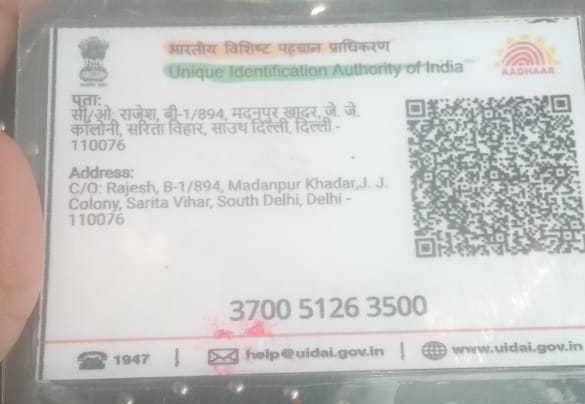 भारतीय विशिष्ट पहचान प्राधिकरण
Unique Identification Authority of India
AADHAAR
पता:
सी/ओ, राजेश, बी-1/894, मदनपुर खादर, जे. जे.
कालोनी, सरिता विहार, साउथ दिल्ली, दिल्ली -
110076
Address:
C/O: Rajesh, B-1/894, Madanpur Khadar,J. J.
Colony, Sarita Vihar, South Delhi, Delhi -
110076
3700 5126 3500
1947 | help@uidai.gov.in | www.uidai.gov.in